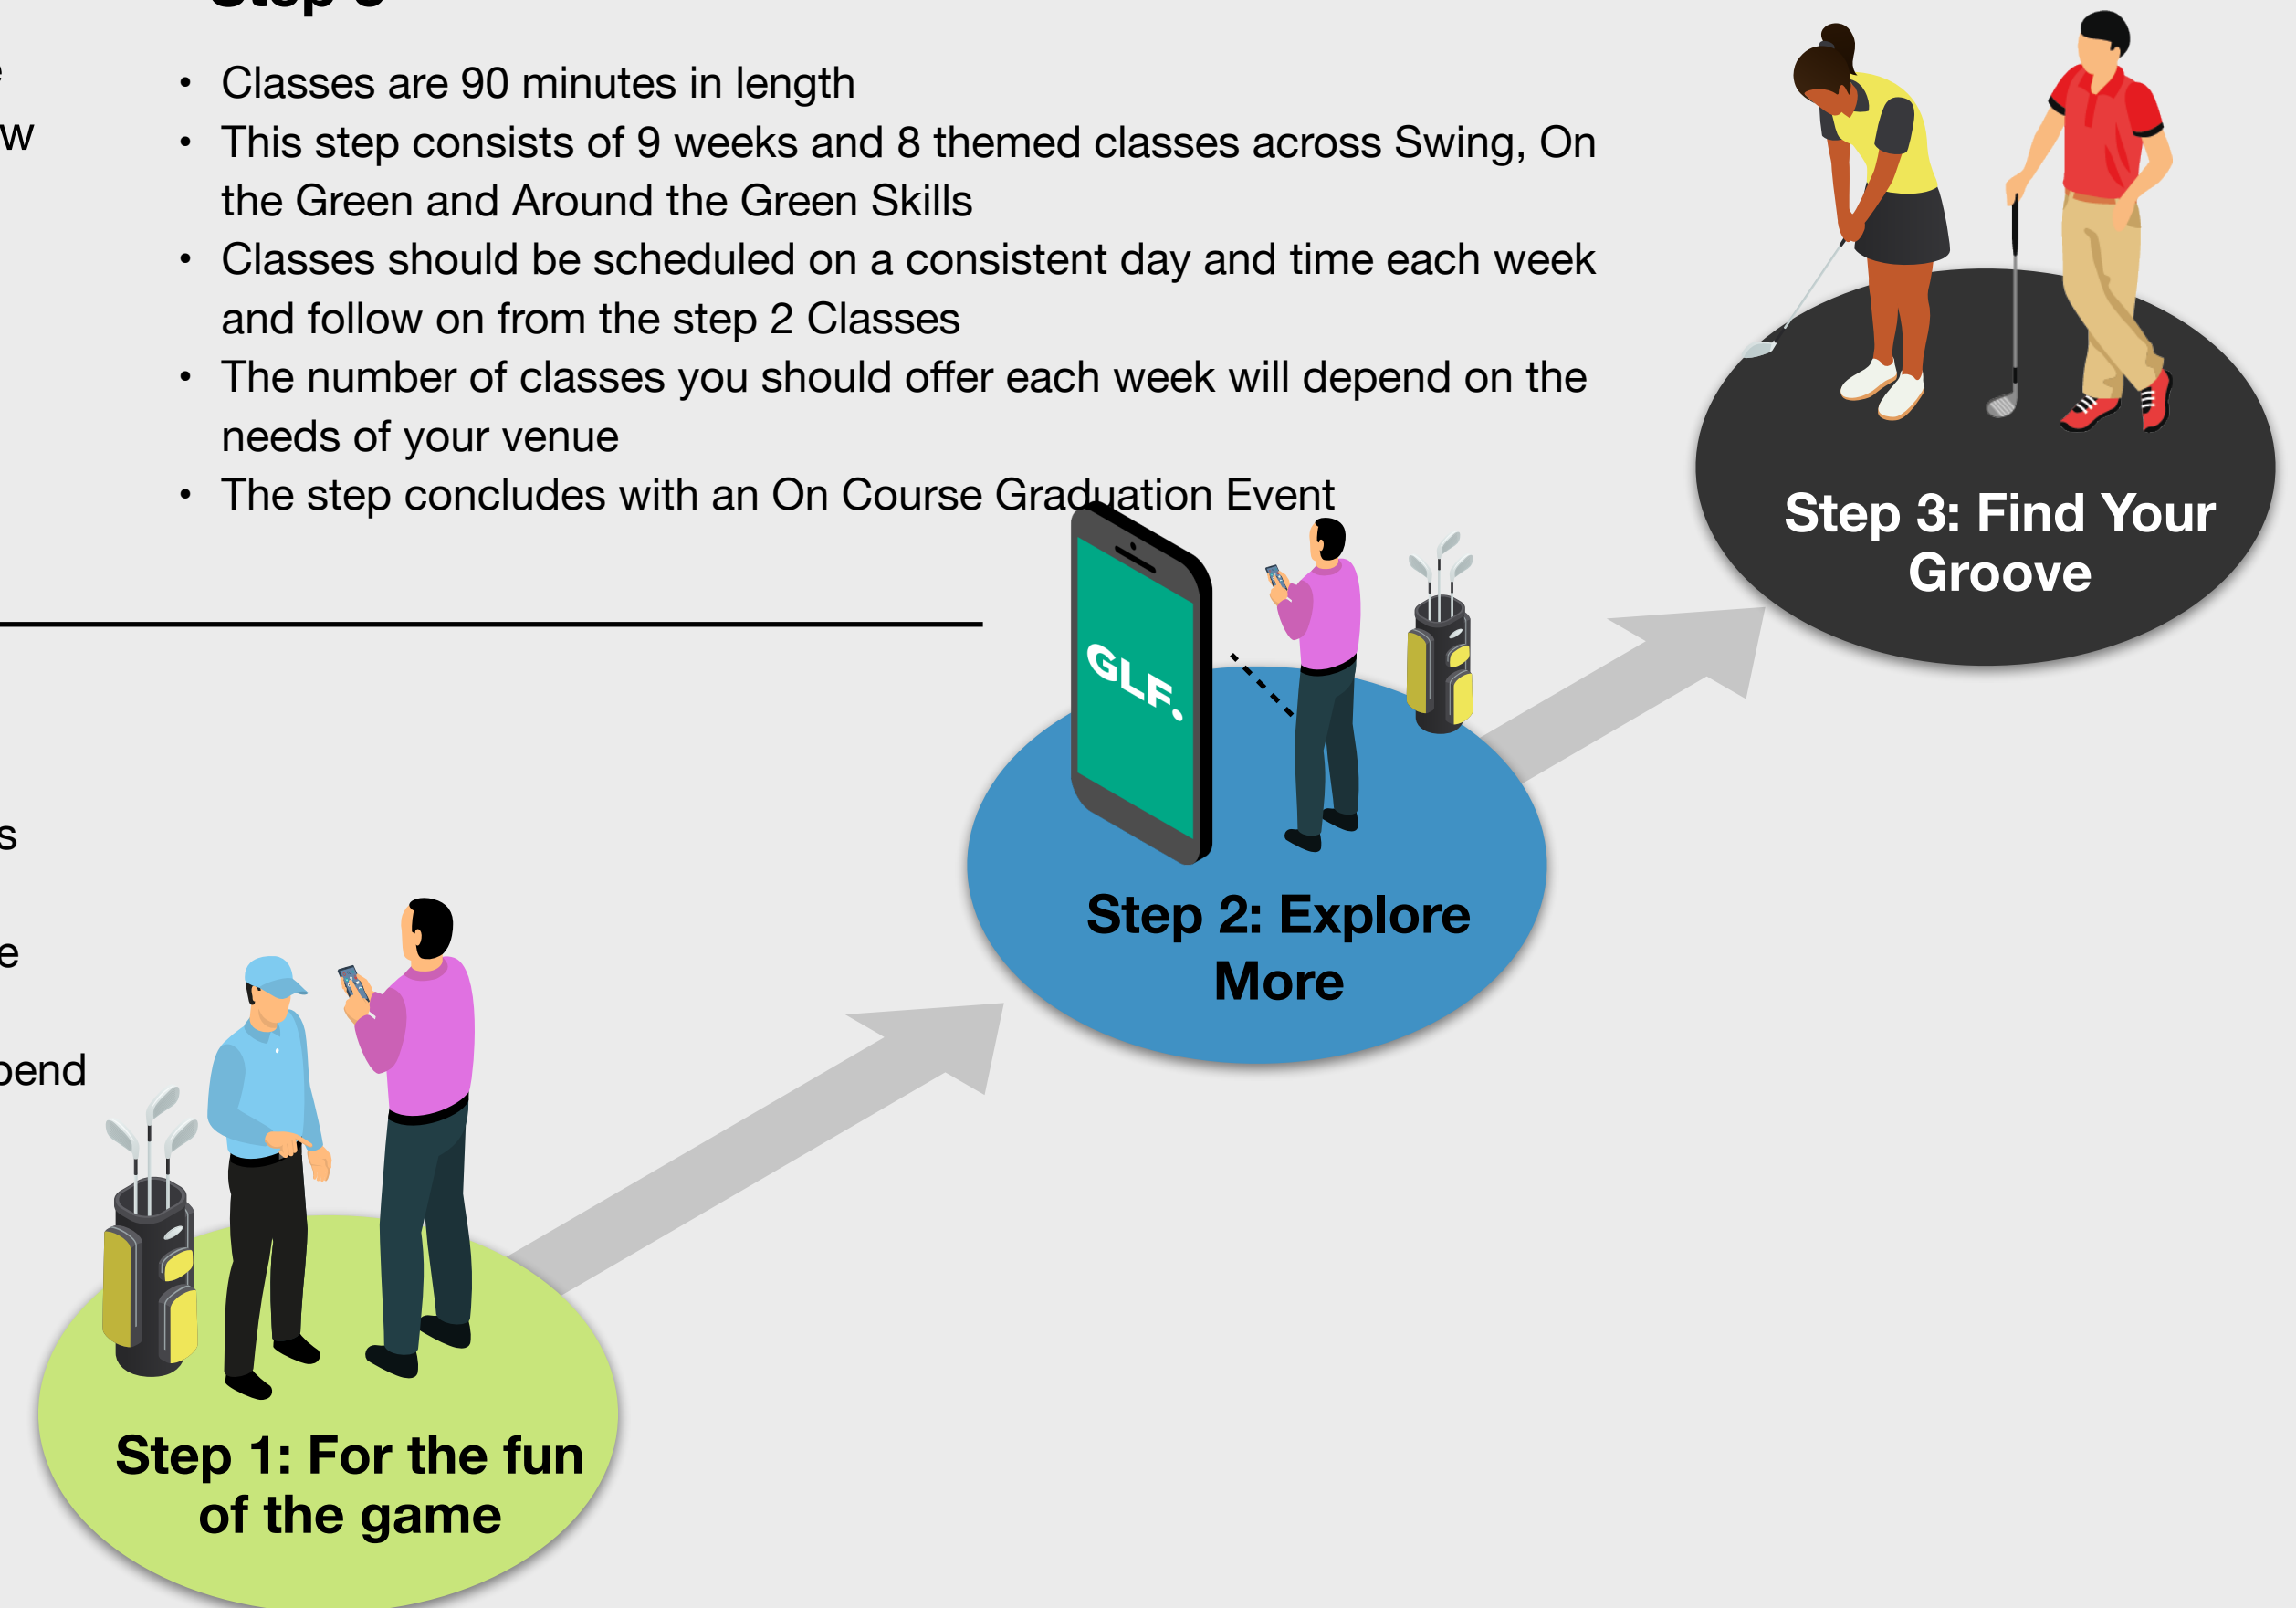 Step 3
• Classes are 90 minutes in length
• This step consists of 9 weeks and 8 themed classes across Swing, On
the Green and Around the Green Skills
• Classes should be scheduled on a consistent day and time each week
and follow on from the step 2 Classes
• The number of classes you should offer each week will depend on the
needs of your venue
• The step concludes with an On Course Graduation Event
Step 3: Find Your
Groove
GLF.
Step 2: Explore
More
Step 1: For the fun
of the game